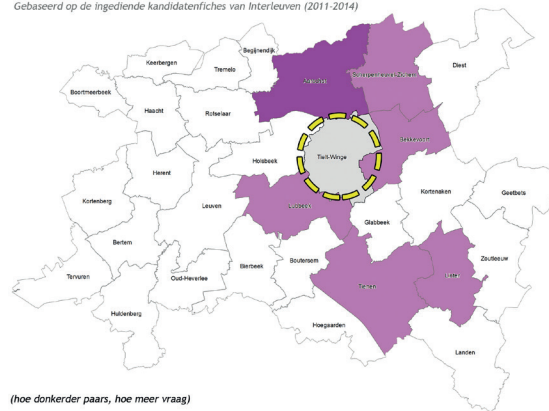 Gebaseerd op de ingediende kandidatenfiches van Interleuven (2011-2014)
Begijnendijk
Keerbergen
Tremelo
Diest
Aarschot
Scherpenheuvel-Zichem
Boortmeerbeek
Haacht
Rotselaar
Bekkevoort
Holsbeek
Tielt-Winge
Herent
Kortenaken
Geetbets
Kortenberg
Leuven
Lubbeek
Glabbeek
Bertem
Boutersem
Bierbeek
Zoutleeuw
Tervuren
Oud-Heverlee
Tienen
Linter
Huldenberg
Hoegaarden
Landen
(hoe donkerder paars, hoe meer vraag)